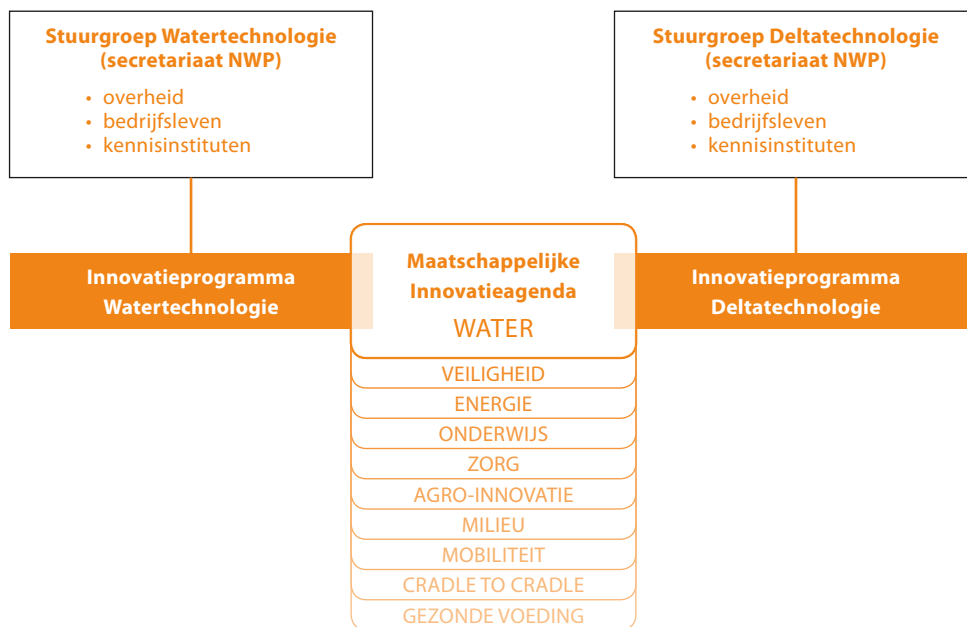 Stuurgroep Watertechnologie
(secretariaat NWP)
• overheid
• bedrijfsleven
• kennisinstituten
Stuurgroep Deltatechnologie
(secretariaat NWP)
• overheid
• bedrijfsleven
• kennisinstituten
Innovatieprogramma
Watertechnologie
Maatschappelijke
Innovatieagenda
WATER
Innovatieprogramma
Deltatechnologie
VEILIGHEID
ENERGIE
ONDERWIJS
ZORG
AGRO-INNOVATIE
MILIEU
MOBILITEIT
CRADLE TO CRADLE
GEZONDE VOEDING